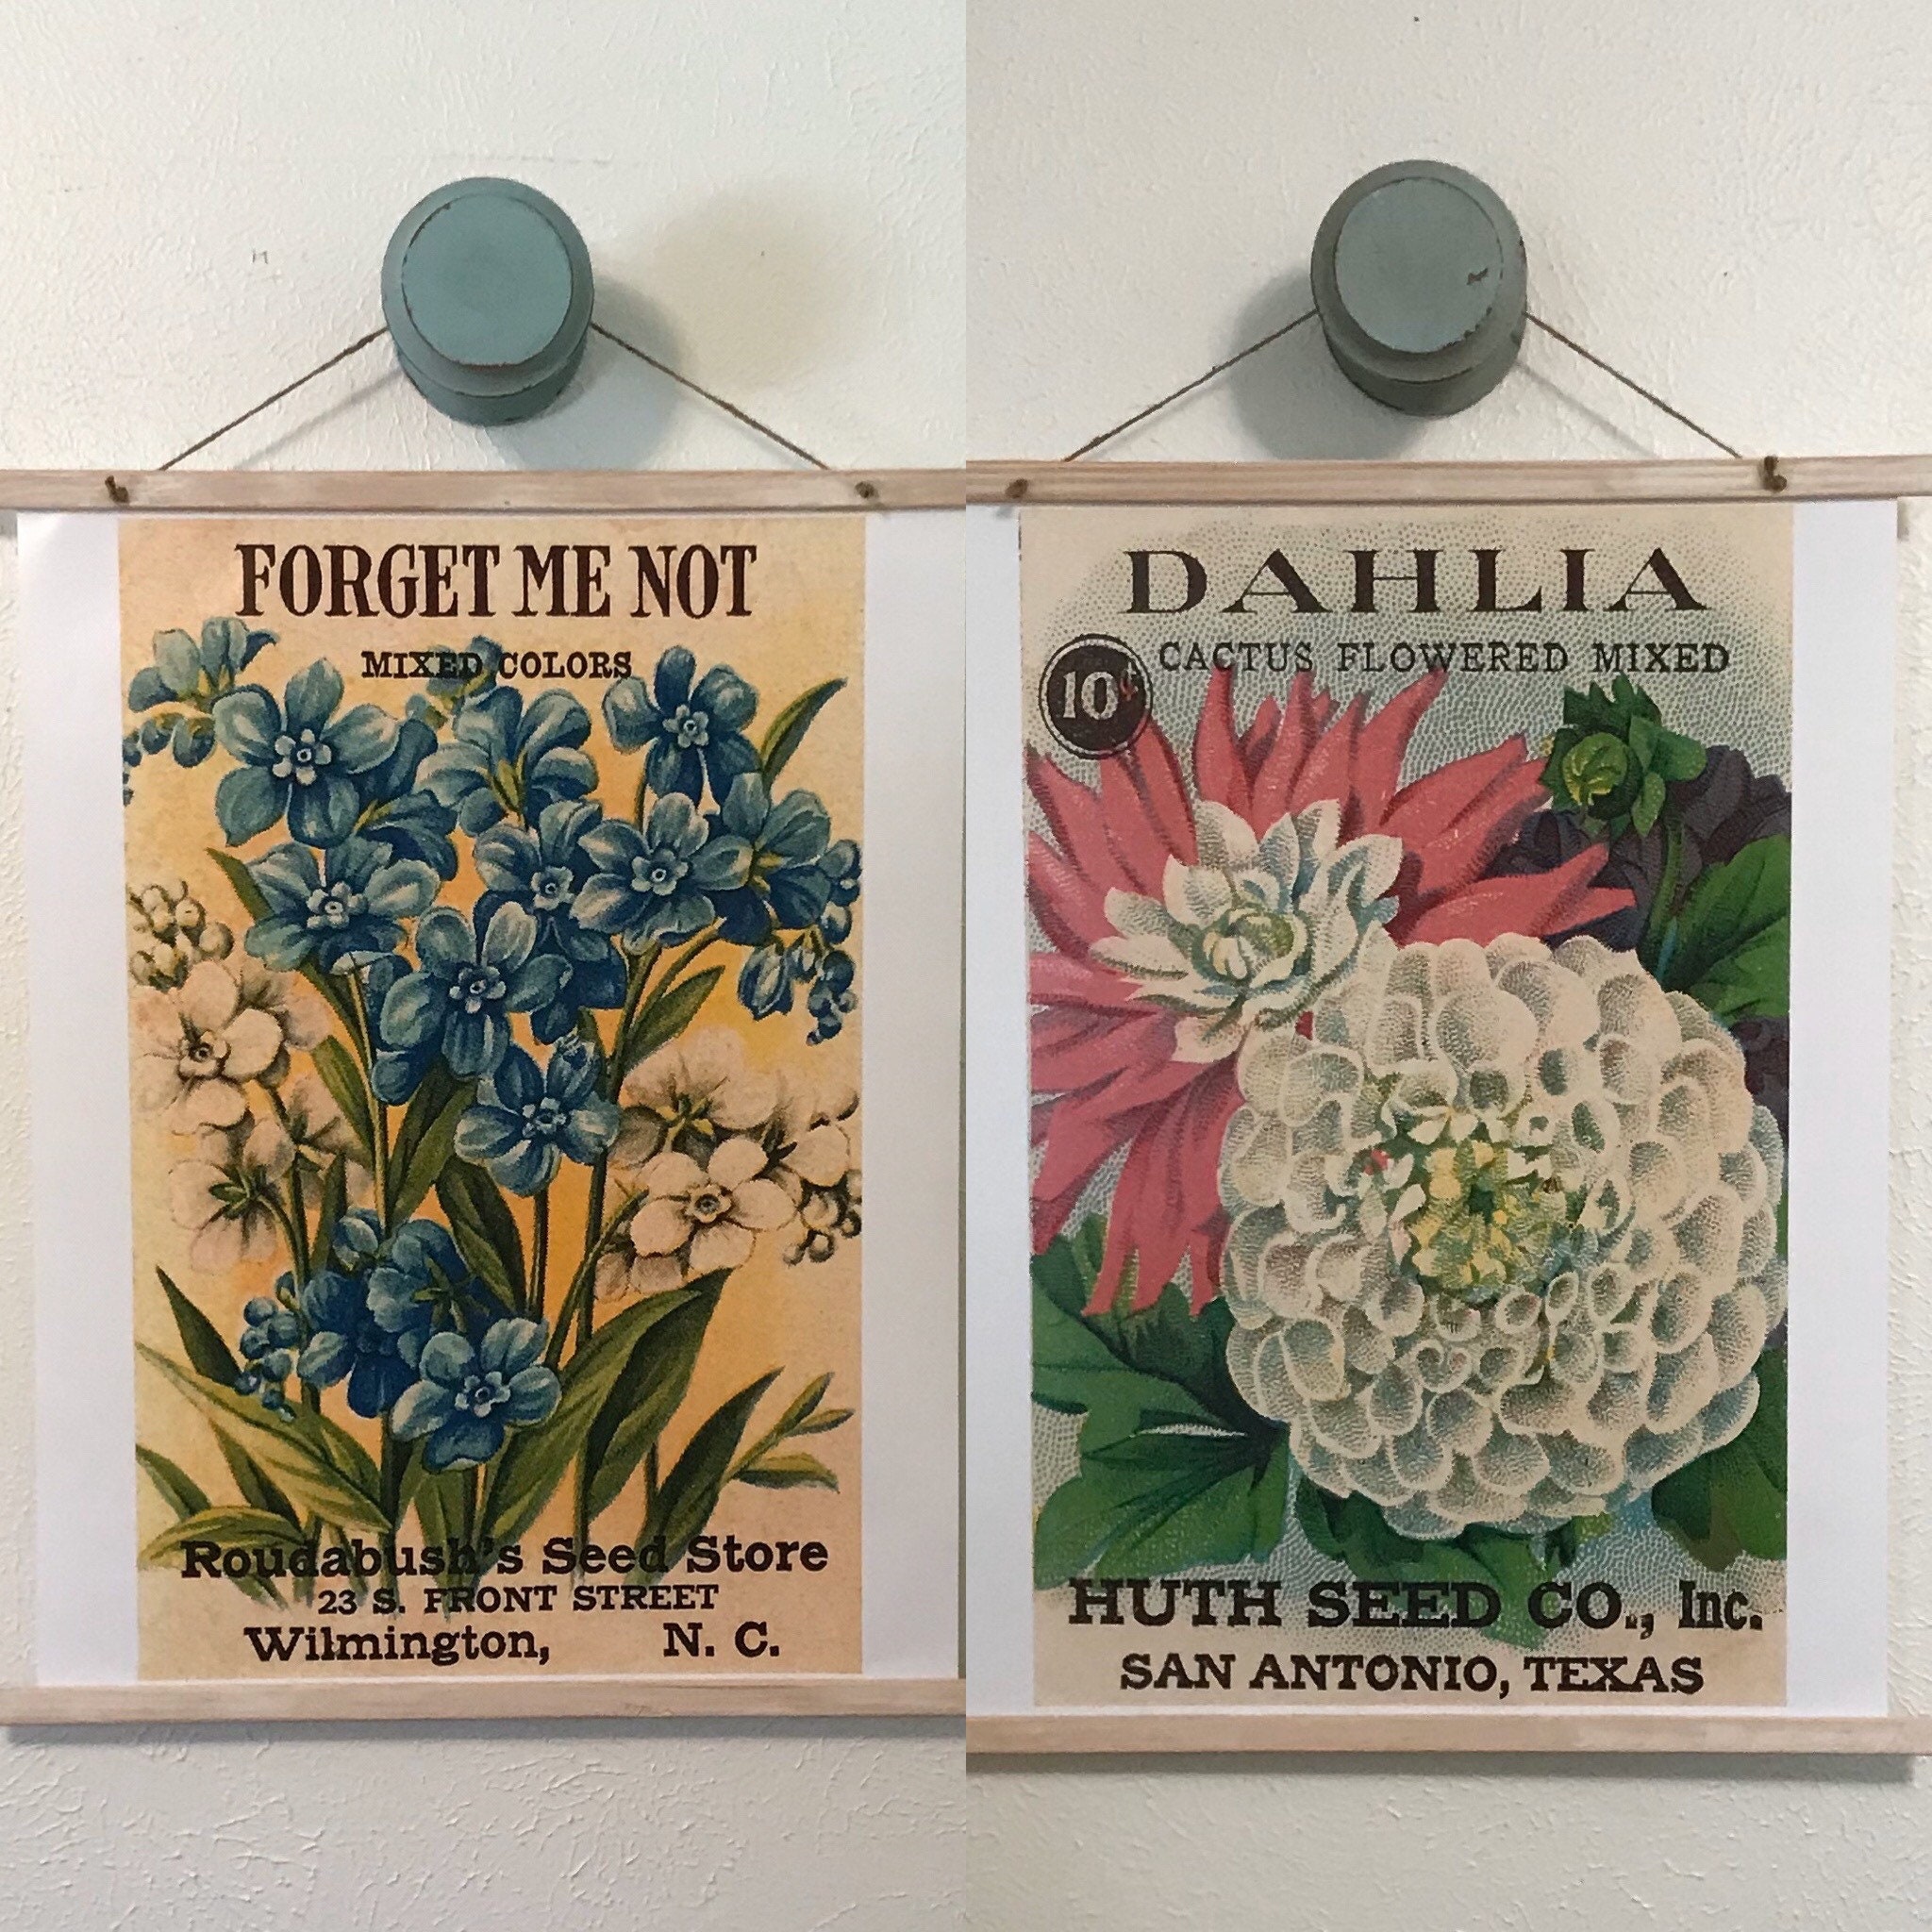 FORGET ME NOT
MIXED COLORS
Roudabush's Seed Store
23 S. FRONT STREET
Wilmington, N. C.
DAHLIA
CACTUS FLOWERED MIXED
10¢
HUTH SEED CO., Inc.
SAN ANTONIO, TEXAS